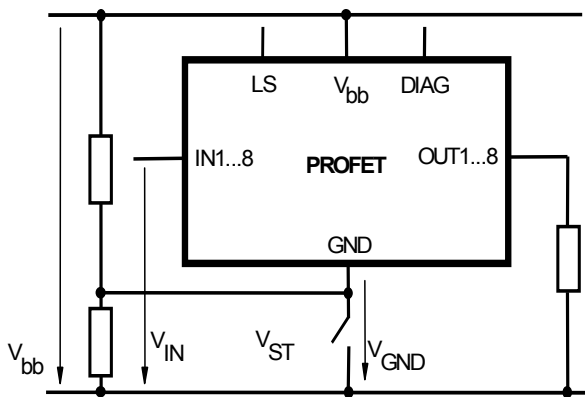 LS
Vbb
DIAG
IN1...8
PROFET
OUT1...8
GND
Vbb
VIN
VST
VGND